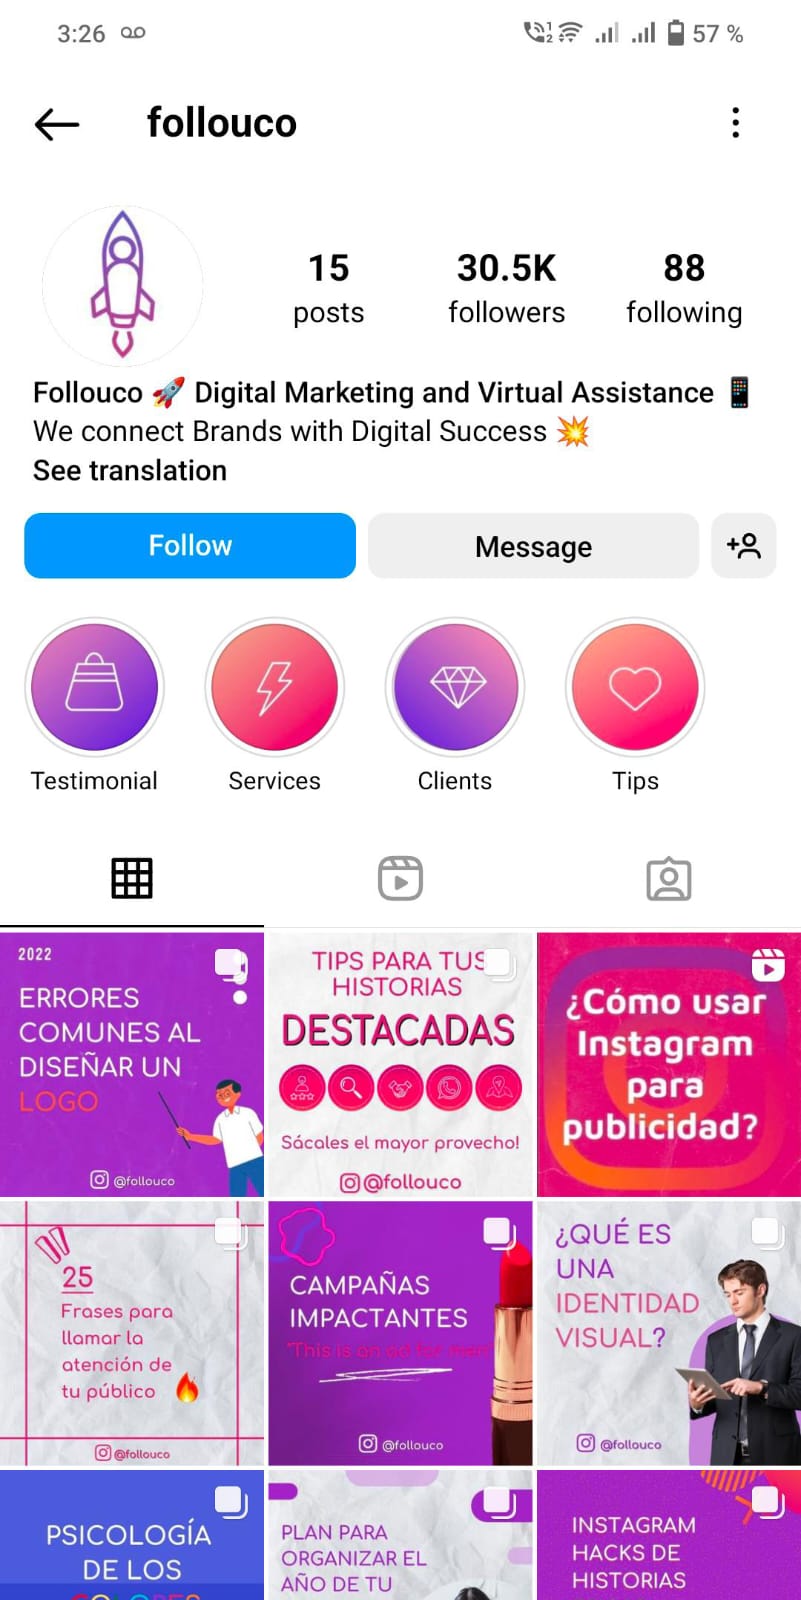 3:26
57 %
follouco
15
posts
30.5K
followers
88
following
Follouco 🚀 Digital Marketing and Virtual Assistance 📱
We connect Brands with Digital Success 💥
See translation
Follow
Message
Testimonial
Services
Clients
Tips
2022
ERRORES
COMUNES AL
DISEÑAR UN
LOGO
@follouco
TIPS PARA TUS
HISTORIAS
DESTACADAS
Sácales el mayor provecho!
@follouco
¿Cómo usar
Instagram
para
publicidad?
25
Frases para
llamar la
atención de
tu público 🔥
@follouco
CAMPAÑAS
IMPACTANTES
"This is an ad for men"
@follouco
¿QUÉ ES
UNA
IDENTIDAD
VISUAL?
@follouco
PSICOLOGÍA
DE LOS
COLORES
PLAN PARA
ORGANIZAR EL
AÑO DE TU
INSTAGRAM
HACKS DE
HISTORIAS